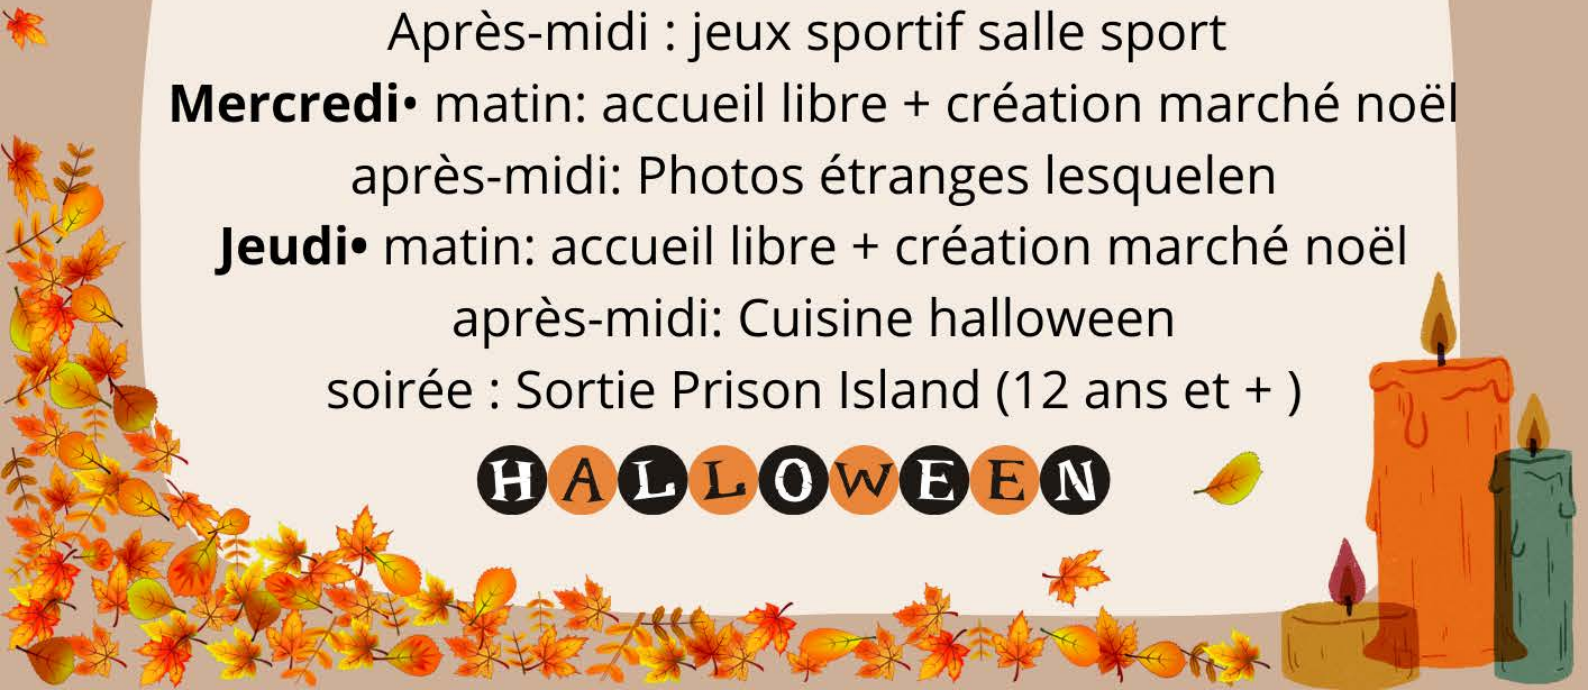 Après-midi : jeux sportif salle sport
Mercredi• matin: accueil libre + création marché noël
après-midi: Photos étranges lesquelen
Jeudi• matin: accueil libre + création marché noël
après-midi: Cuisine halloween
soirée : Sortie Prison Island (12 ans et + )
HALLOWEEN